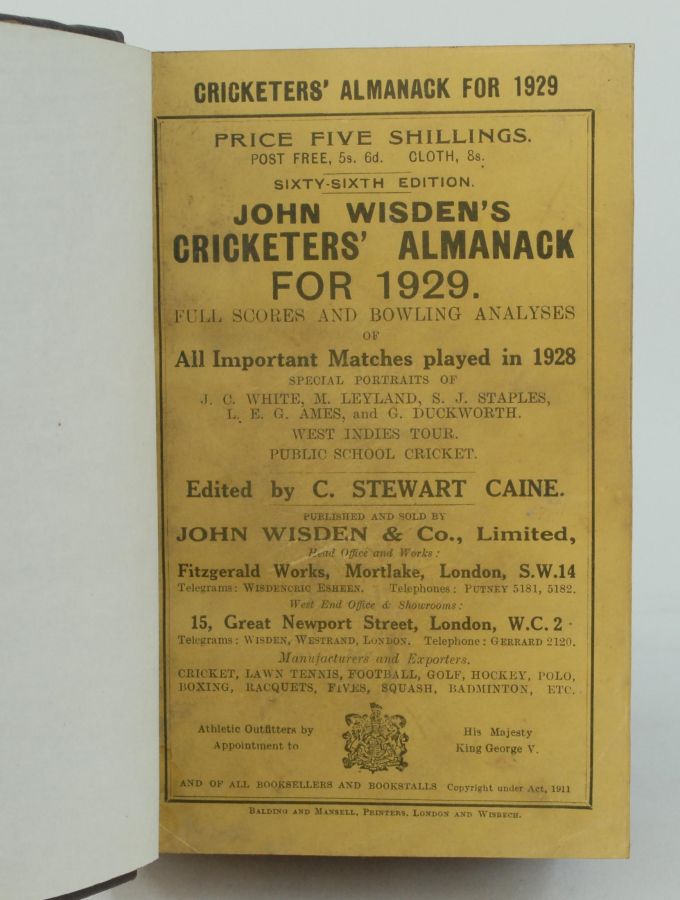 CRICKETERS' ALMANACK FOR 1929
PRICE FIVE SHILLINGS.
POST FREE, 5s. 6d. CLOTH, 8s.
SIXTY-SIXTH EDITION.
JOHN WISDEN'S
CRICKETERS' ALMANACK
FOR 1929.
FULL SCORES AND BOWLING ANALYSES
OF
All Important Matches played in 1928
SPECIAL PORTRAITS OF
J. C. WHITE, M. LEYLAND, S. J. STAPLES,
L. E. G. AMES, and G. DUCKWORTH.
WEST INDIES TOUR.
PUBLIC SCHOOL CRICKET.
Edited by C. STEWART CAINE.
PUBLISHED AND SOLD BY
JOHN WISDEN & Co., Limited,
Head Office and Works:
Fitzgerald Works, Mortlake, London, S.W.14
Telegrams: WISDENCRIC ESHEEN. Telephones: PUTNEY 5181, 5182.
West End Office & Showrooms:
15, Great Newport Street, London, W.C. 2
Telegrams: WISDEN, WESTRAND, LONDON. Telephone: GERRARD 2120.
Manufacturers and Exporters.
CRICKET, LAWN TENNIS, FOOTBALL, GOLF, HOCKEY, POLO,
BOXING, RACQUETS, FIVES, SQUASH, BADMINTON, ETC.
Athletic Outfitters by His Majesty
Appointment to King George V.
AND OF ALL BOOKSELLERS AND BOOKSTALLS Copyright under Act, 1911
BALDING AND MANSELL, PRINTERS, LONDON AND WISBECH.